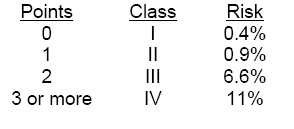 Points Class Risk
0 I 0.4%
1 II 0.9%
2 III 6.6%
3 or more IV 11%